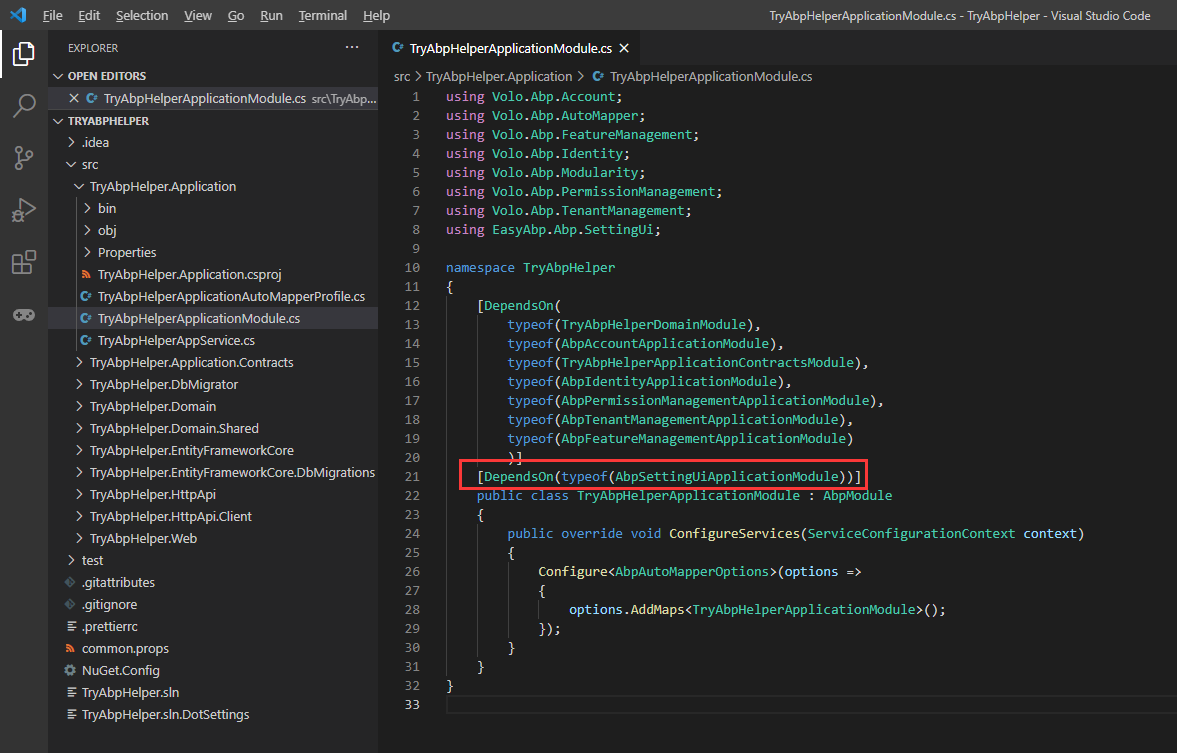 File Edit Selection View Go Run Terminal Help TryAbpHelperApplicationModule.cs - TryAbpHelper - Visual Studio Code
EXPLORER ...
OPEN EDITORS
TryAbpHelperApplicationModule.cs src\TryAbp...
TRYABPHELPER
.idea
src
TryAbpHelper.Application
bin
obj
Properties
TryAbpHelper.Application.csproj
C# TryAbpHelperApplicationAutoMapperProfile.cs
C# TryAbpHelperApplicationModule.cs
C# TryAbpHelperAppService.cs
TryAbpHelper.Application.Contracts
TryAbpHelper.DbMigrator
TryAbpHelper.Domain
TryAbpHelper.Domain.Shared
TryAbpHelper.EntityFrameworkCore
TryAbpHelper.EntityFrameworkCore.DbMigrations
TryAbpHelper.HttpApi
TryAbpHelper.HttpApi.Client
TryAbpHelper.Web
test
.gitattributes
.gitignore
.prettierrc
common.props
NuGet.Config
TryAbpHelper.sln
TryAbpHelper.sln.DotSettings
C# TryAbpHelperApplicationModule.cs
src > TryAbpHelper.Application > C# TryAbpHelperApplicationModule.cs
1 using Volo.Abp.Account;
2 using Volo.Abp.AutoMapper;
3 using Volo.Abp.FeatureManagement;
4 using Volo.Abp.Identity;
5 using Volo.Abp.Modularity;
6 using Volo.Abp.PermissionManagement;
7 using Volo.Abp.TenantManagement;
8 using EasyAbp.Abp.SettingUi;
9
10 namespace TryAbpHelper
11 {
12 [DependsOn(
13 typeof(TryAbpHelperDomainModule),
14 typeof(AbpAccountApplicationModule),
15 typeof(TryAbpHelperApplicationContractsModule),
16 typeof(AbpIdentityApplicationModule),
17 typeof(AbpPermissionManagementApplicationModule),
18 typeof(AbpTenantManagementApplicationModule),
19 typeof(AbpFeatureManagementApplicationModule)
20 )]
21 [DependsOn(typeof(AbpSettingUiApplicationModule))]
22 public class TryAbpHelperApplicationModule : AbpModule
23 {
24 public override void ConfigureServices(ServiceConfigurationContext context)
25 {
26 Configure<AbpAutoMapperOptions>(options =>
27 {
28 options.AddMaps<TryAbpHelperApplicationModule>();
29 });
30 }
31 }
32 }
33